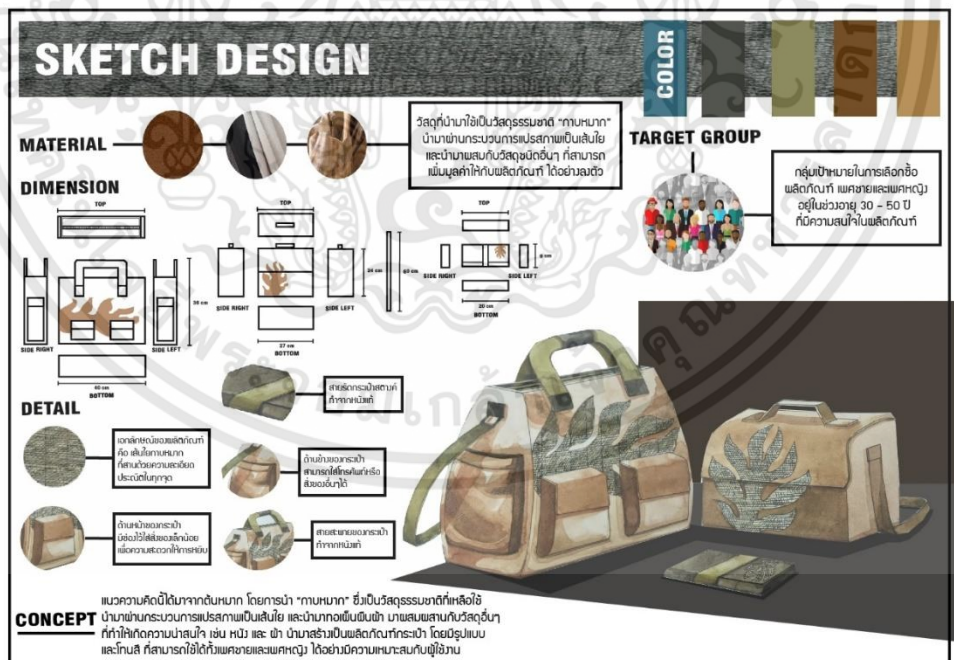 SKETCH DESIGN
COLOR
MATERIAL
วัสดุที่นำมาใช้เป็นวัสดุธรรมชาติ “กาบหมาก”
นำมาผ่านกระบวนการแปรสภาพเป็นเส้นใย
และนำมาผสมกับวัสดุชนิดอื่นๆ ที่สามารถ
เพิ่มมูลค่าให้กับผลิตภัณฑ์ ได้อย่างลงตัว
TARGET GROUP
กลุ่มเป้าหมายในการเลือกซื้อ
ผลิตภัณฑ์ เพศชายและเพศหญิง
อยู่ในช่วงอายุ 30 - 50 ปี
ที่มีความสนใจในผลิตภัณฑ์
DIMENSION
TOP
SIDE RIGHT
SIDE LEFT
38 cm
40 cm
BOTTOM
TOP
SIDE RIGHT
SIDE LEFT
24 cm
60 cm
37 cm
BOTTOM
TOP
SIDE RIGHT
SIDE LEFT
20 cm
BOTTOM
DETAIL
สายรัดกระเป๋าสตางค์
ทำจากหนังแท้
เอกลักษณ์ของผลิตภัณฑ์
คือ เส้นใยกาบหมาก
ที่สานด้วยความละเอียด
ประณีตในทุกจุด
ด้านข้างของกระเป๋า
สามารถใส่โทรศัพท์หรือ
สิ่งของอื่นๆได้
ด้านหน้าของกระเป๋า
มีช่องไว้ใส่สิ่งของเล็กน้อย
เพื่อความสะดวกให้การหยิบ
สายสะพายของกระเป๋า
ทำจากหนังแท้
CONCEPT
แนวความคิดนี้ได้มาจากต้นหมาก โดยการนำ “กาบหมาก” ซึ่งเป็นวัสดุธรรมชาติที่เหลือใช้
นำมาผ่านกระบวนการแปรสภาพเป็นเส้นใย และนำมาทอเป็นผืนผ้า มาผสมผสานกับวัสดุอื่นๆ
ที่ทำให้เกิดความน่าสนใจ เช่น หนัง และ ผ้า นำมาสร้างเป็นผลิตภัณฑ์กระเป๋า โดยมีรูปแบบ
และโทนสี ที่สามารถใช้ได้ทั้งเพศชายและเพศหญิง ได้อย่างมีความเหมาะสมกับผู้ใช้งาน